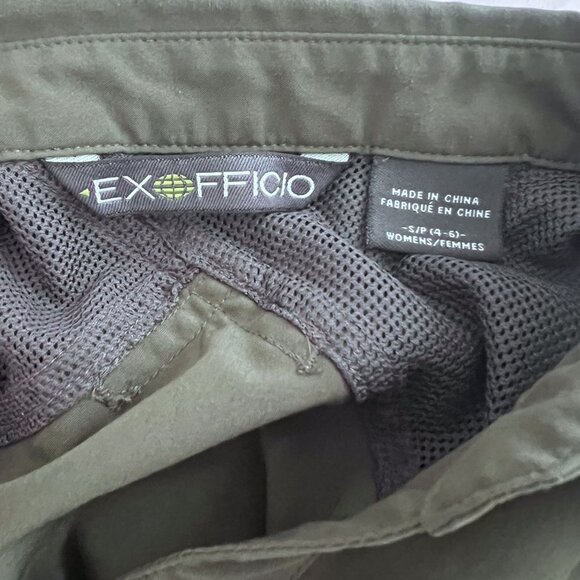 EXOFFICIO
MADE IN CHINA
FABRIQUÉ EN CHINE
-S/P (4-6)-
WOMENS/FEMMES